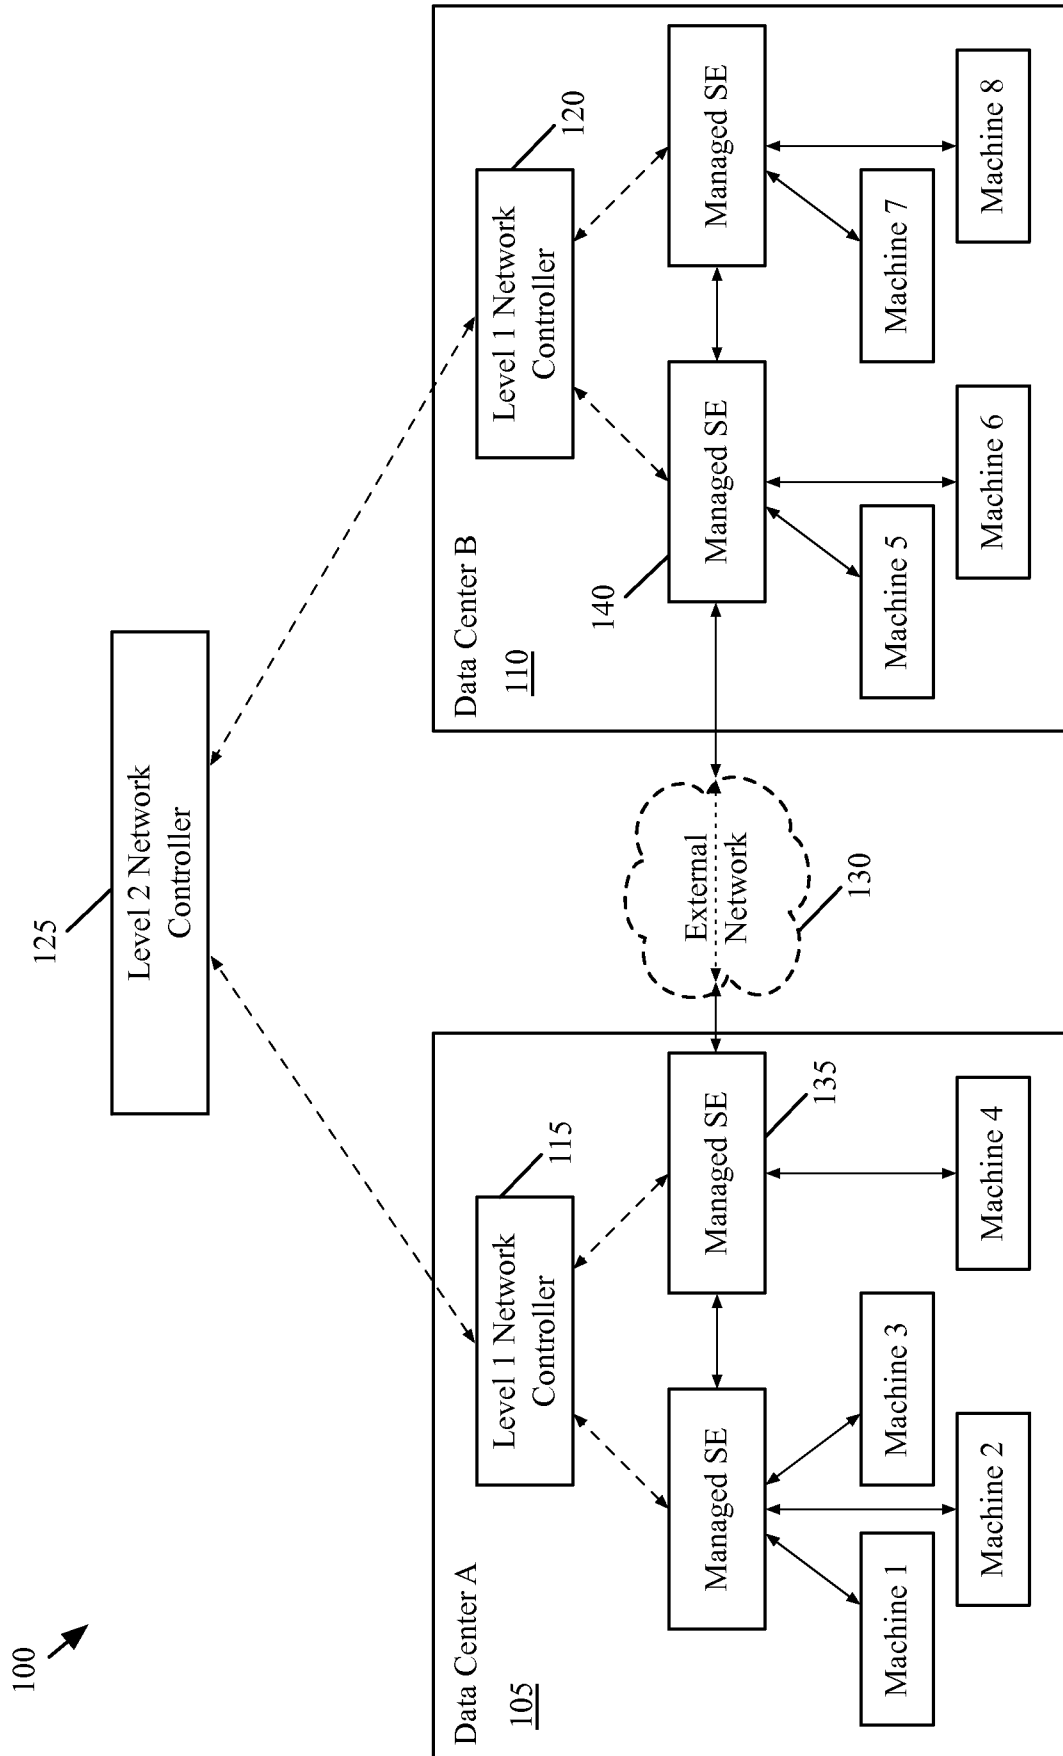 100
125
Level 2 Network
Controller
Data Center A
105
115
Level 1 Network
Controller
Managed SE
Managed SE
135
Machine 1
Machine 2
Machine 3
Machine 4
External
Network
130
Data Center B
110
120
Level 1 Network
Controller
140
Managed SE
Managed SE
Machine 5
Machine 6
Machine 7
Machine 8